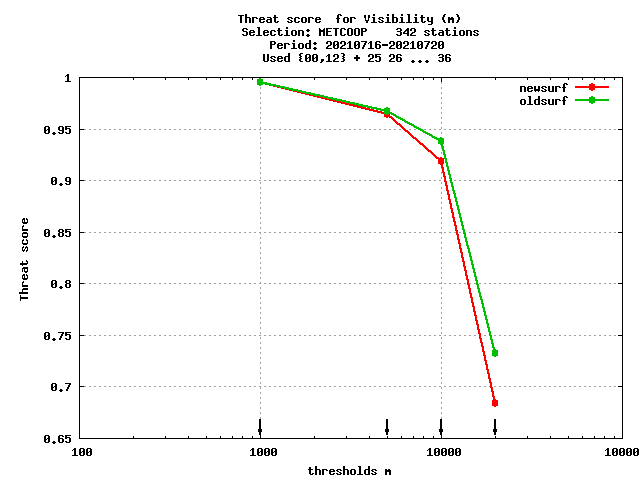 Threat score  for Visibility (m)
Selection: METCOOP    342 stations
Period: 20210716-20210720
Used {00,12} + 25 26 ... 36
newsurf
oldsurf
1
0.95
0.9
0.85
0.8
0.75
0.7
0.65
Threat score
100 1000 10000 10000
thresholds m